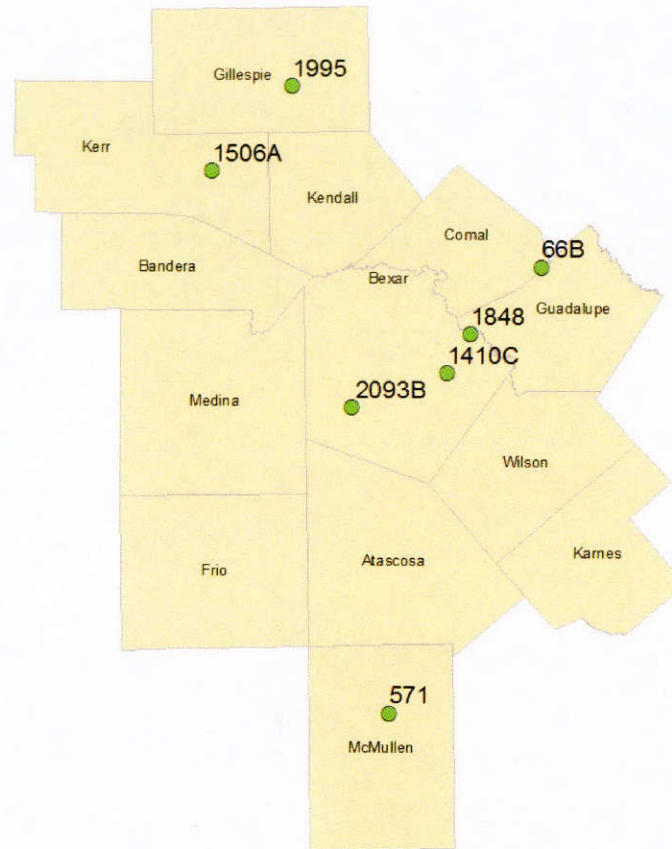 1995
Gillespie
Kerr
1506A
Kendall
Comal
66B
Bandera
Bexar
Guadalupe
1848
1410C
2093B
Medina
Wilson
Frio
Atascosa
Karnes
571
McMullen